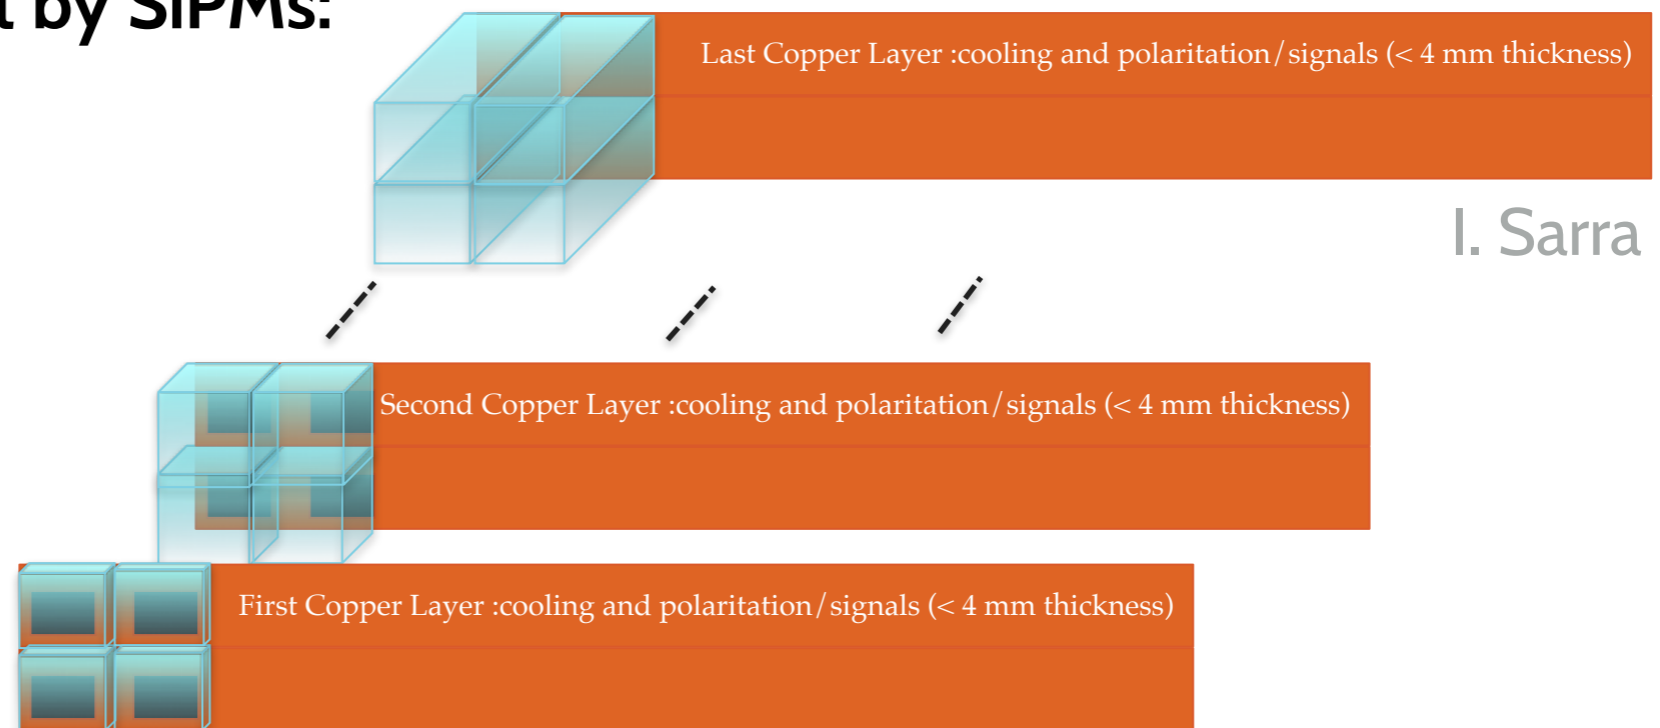 by SiPMs:
Last Copper Layer :cooling and polaritation/signals (< 4 mm thickness)
I. Sarra
Second Copper Layer :cooling and polaritation/signals (< 4 mm thickness)
First Copper Layer :cooling and polaritation/signals (< 4 mm thickness)